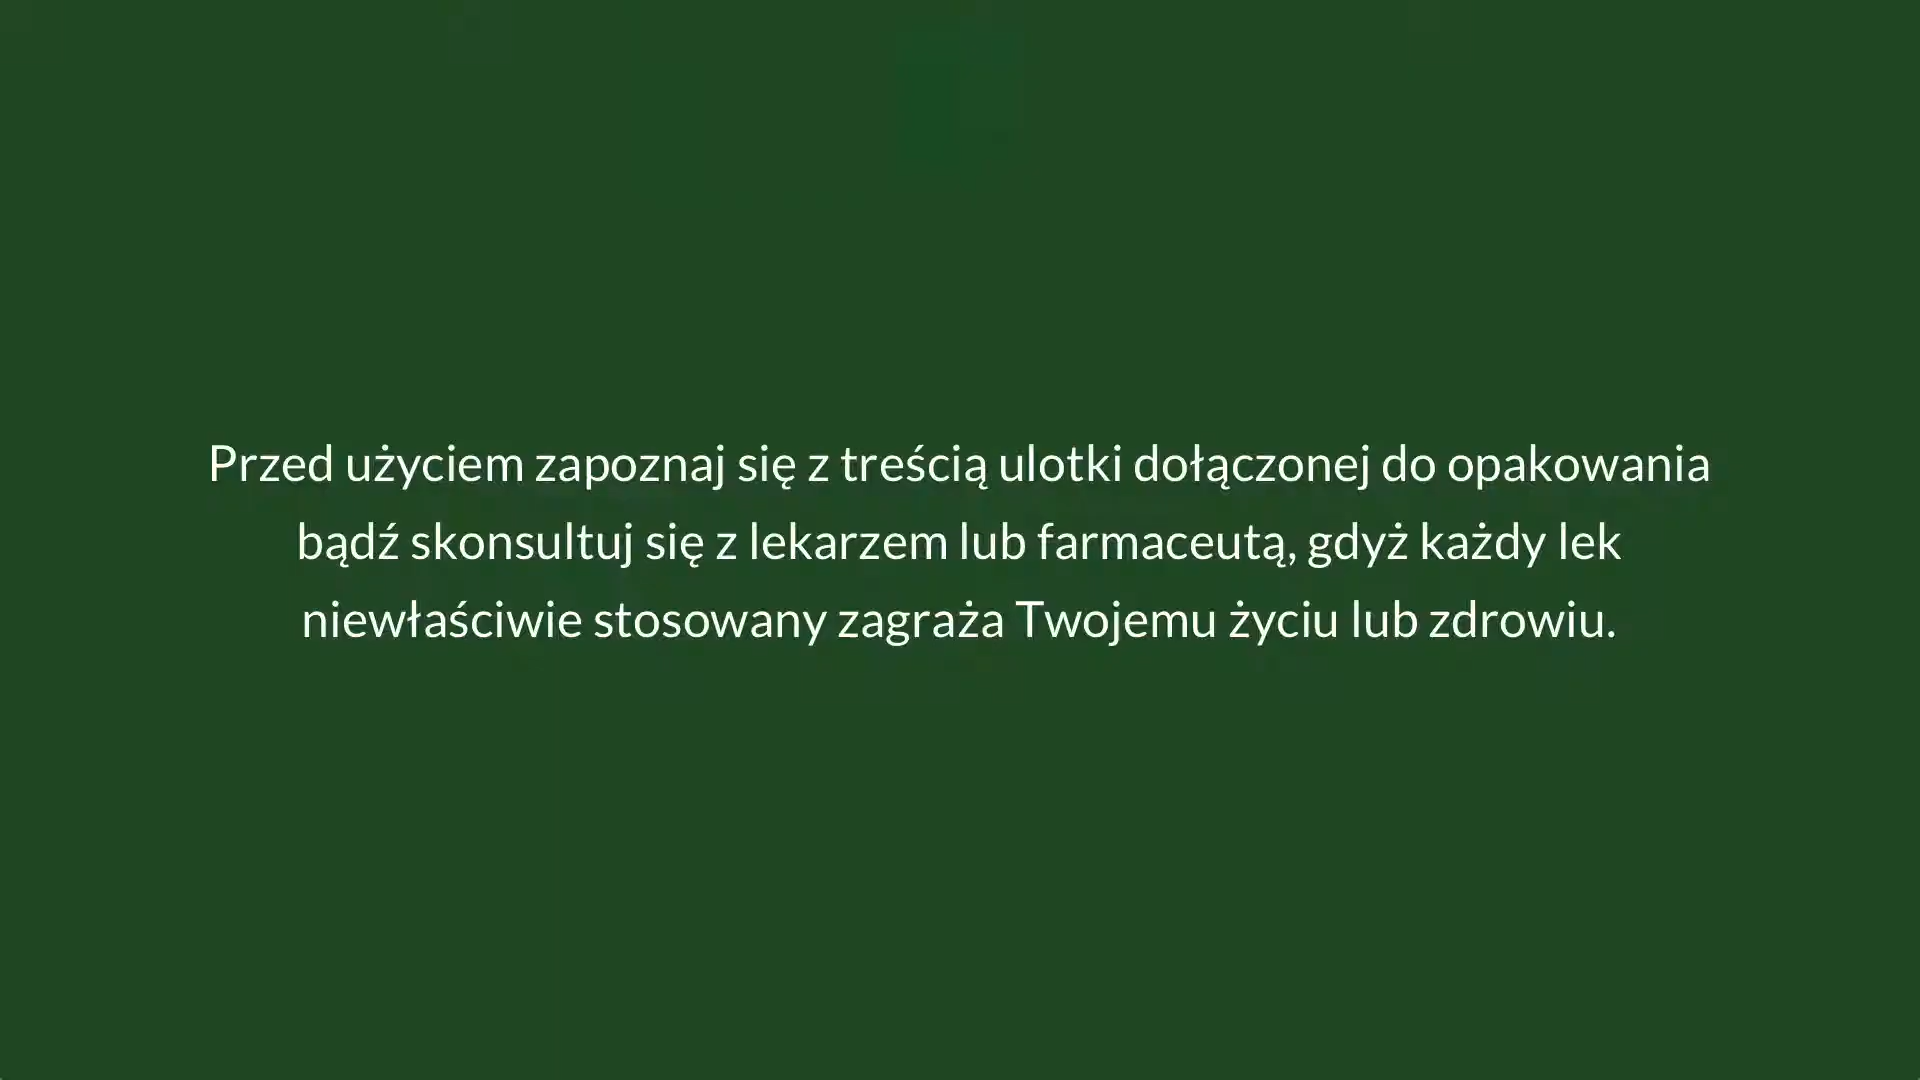 Przed użyciem zapoznaj się z treścią ulotki dołączonej do opakowania
bądź skonsultuj się z lekarzem lub farmaceutą, gdyż każdy lek
niewłaściwie stosowany zagraża Twojemu życiu lub zdrowiu.